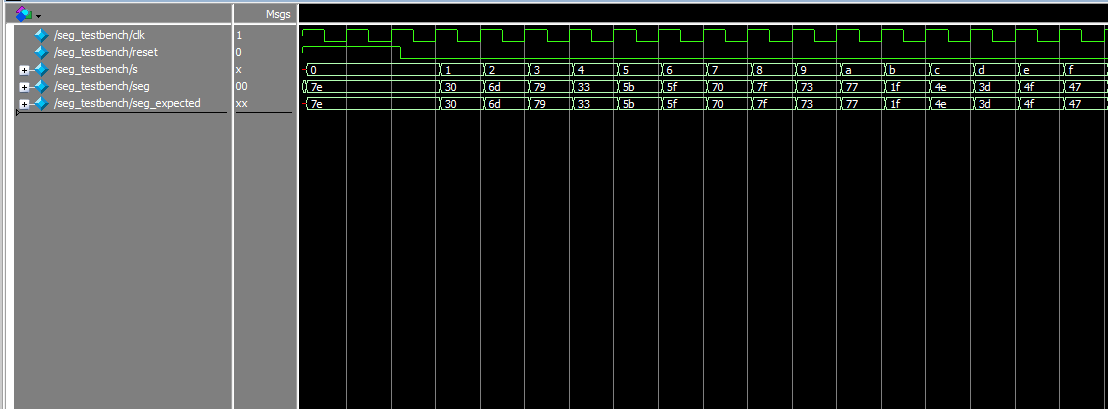 Msgs
/seg_testbench/clk 1
/seg_testbench/reset 0
/seg_testbench/s x 0 1 2 3 4 5 6 7 8 9 a b c d e f
/seg_testbench/seg 00 7e 30 6d 79 33 5b 5f 70 7f 73 77 1f 4e 3d 4f 47
/seg_testbench/seg_expected xx 7e 30 6d 79 33 5b 5f 70 7f 73 77 1f 4e 3d 4f 47